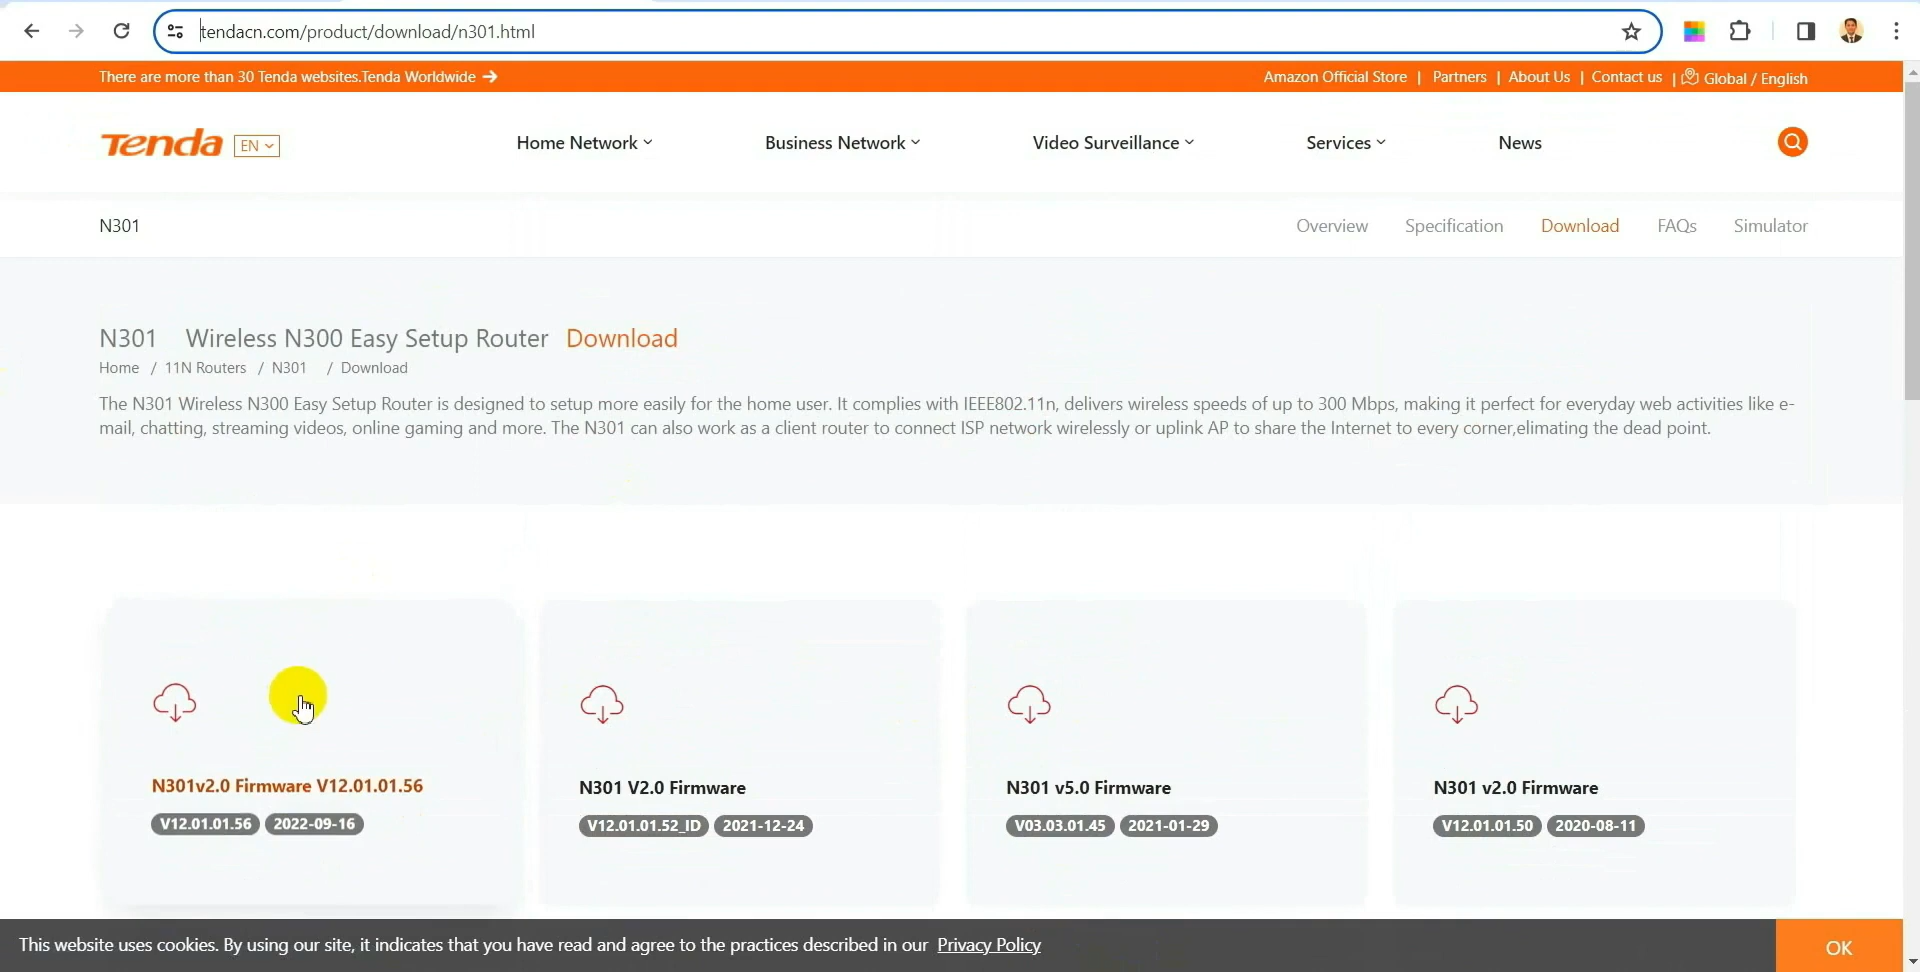 tendacn.com/product/download/n301.html
There are more than 30 Tenda websites.Tenda Worldwide →
Amazon Official Store | Partners | About Us | Contact us | Global / English
Tenda EN
Home Network Business Network Video Surveillance Services News
N301
Overview Specification Download FAQs Simulator
N301 Wireless N300 Easy Setup Router Download
Home / 11N Routers / N301 / Download
The N301 Wireless N300 Easy Setup Router is designed to setup more easily for the home user. It complies with IEEE802.11n, delivers wireless speeds of up to 300 Mbps, making it perfect for everyday web activities like e-
mail, chatting, streaming videos, online gaming and more. The N301 can also work as a client router to connect ISP network wirelessly or uplink AP to share the Internet to every corner,elimating the dead point.
N301v2.0 Firmware V12.01.01.56
V12.01.01.56 2022-09-16
N301 V2.0 Firmware
V12.01.01.52_ID 2021-12-24
N301 v5.0 Firmware
V03.03.01.45 2021-01-29
N301 v2.0 Firmware
V12.01.01.50 2020-08-11
This website uses cookies. By using our site, it indicates that you have read and agree to the practices described in our Privacy Policy
OK